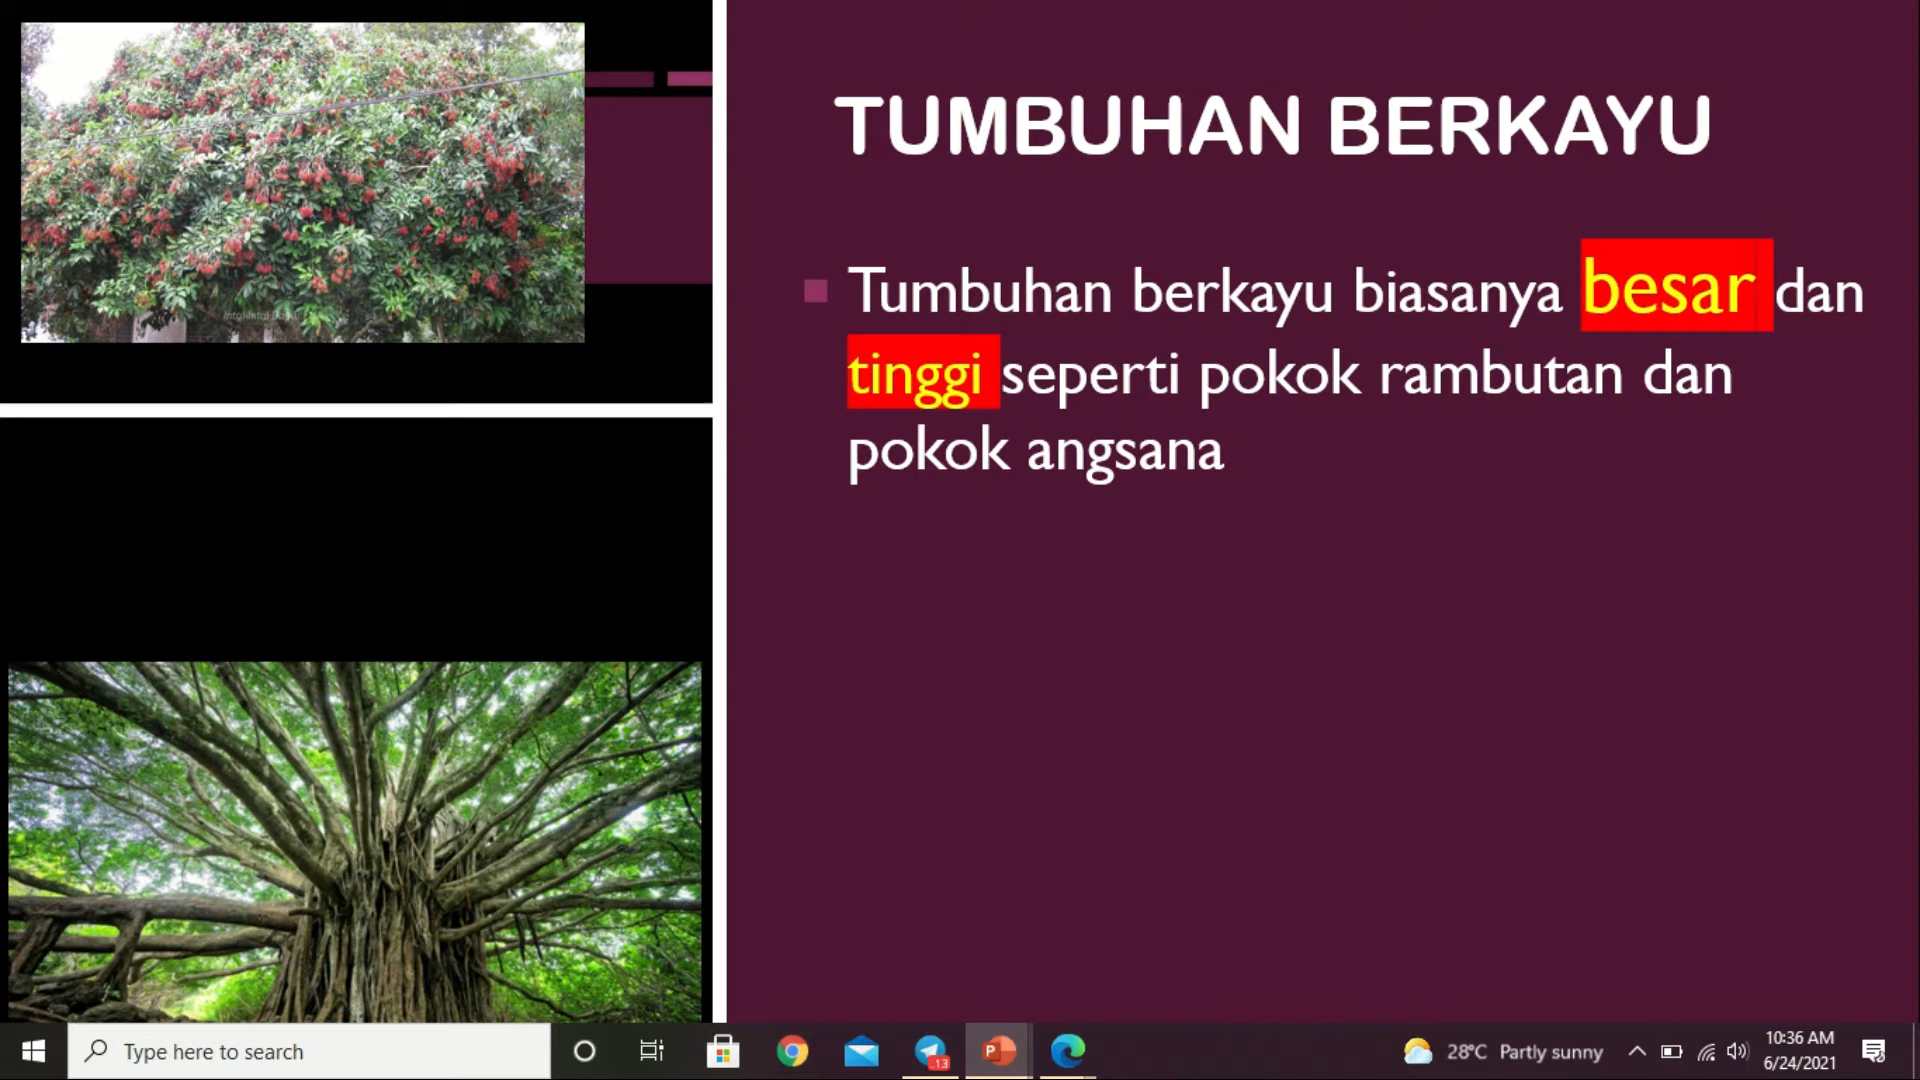 TUMBUHAN BERKAYU
Tumbuhan berkayu biasanya besar dan
tinggi seperti pokok rambutan dan
pokok angsana
Type here to search
13
P
28°C Partly sunny
10:36 AM
6/24/2021